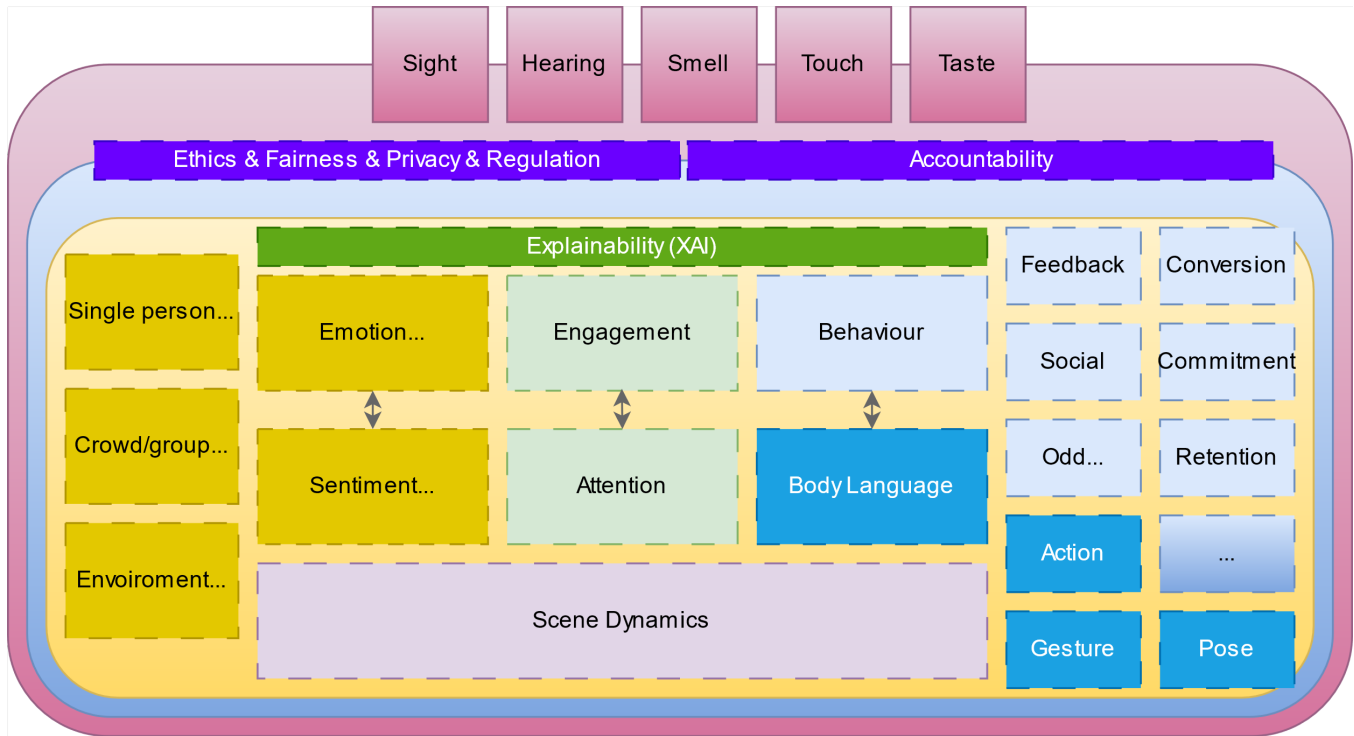 Sight
Hearing
Smell
Touch
Taste
Ethics & Fairness & Privacy & Regulation
Accountability
Explainability (XAI)
Feedback
Conversion
Single person...
Emotion...
Engagement
Behaviour
Social
Commitment
Crowd/group...
Sentiment...
Attention
Body Language
Odd...
Retention
Envoiroment...
Action
...
Scene Dynamics
Gesture
Pose